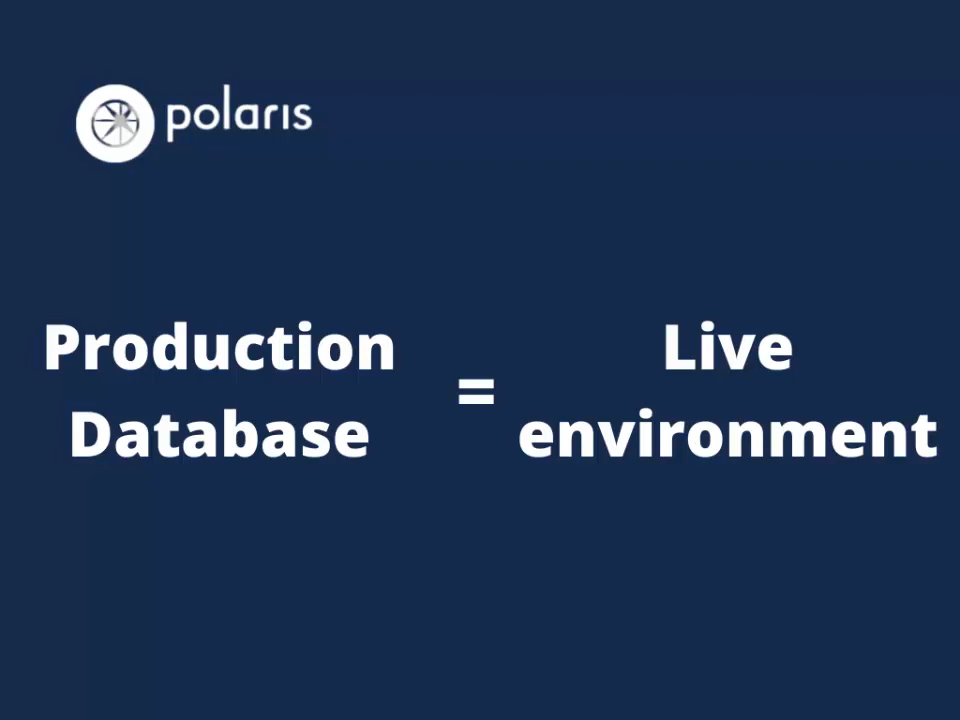 polaris
Production Database = Live environment